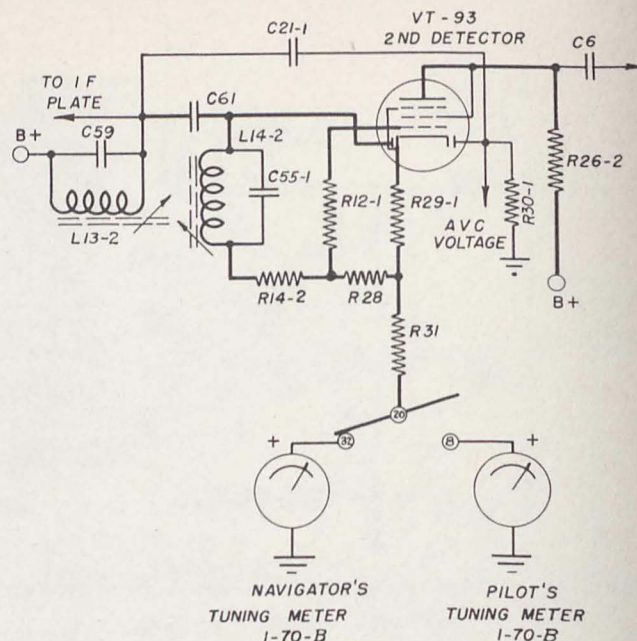 VT-93
2ND DETECTOR
C21-1
C6
TO IF
PLATE
C61
B+
C59
L14-2
C55-1
R12-1
R29-1
R30-1
R26-2
L13-2
AVC
VOLTAGE
R14-2
R28
B+
R31
20
+
32
8
+
NAVIGATOR'S
TUNING METER
I-70-B
PILOT'S
TUNING METER
I-70-B